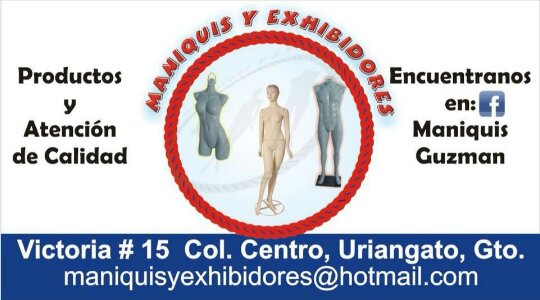 MANIQUIS Y EXHIBIDORES
Productos
y
Atención
de Calidad
Encuentranos
en: f
Maniquis
Guzman
Victoria # 15 Col. Centro, Uriangato, Gto.
maniquisyexhibidores@hotmail.com